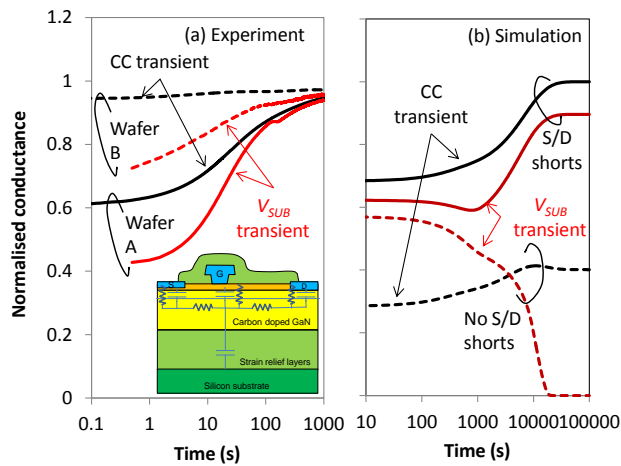 (a) Experiment
(b) Simulation
CC transient
Wafer
B
Wafer
A
V_SUB
transient
Normalised conductance
1.2
1
0.8
0.6
0.4
0.2
0
0.1
1
10
100
1000
Time (s)
S
G
D
Carbon doped GaN
Strain relief layers
Silicon substrate
CC
transient
S/D
shorts
V_SUB
transient
No S/D
shorts
10
100
1000
10000
100000
Time (s)